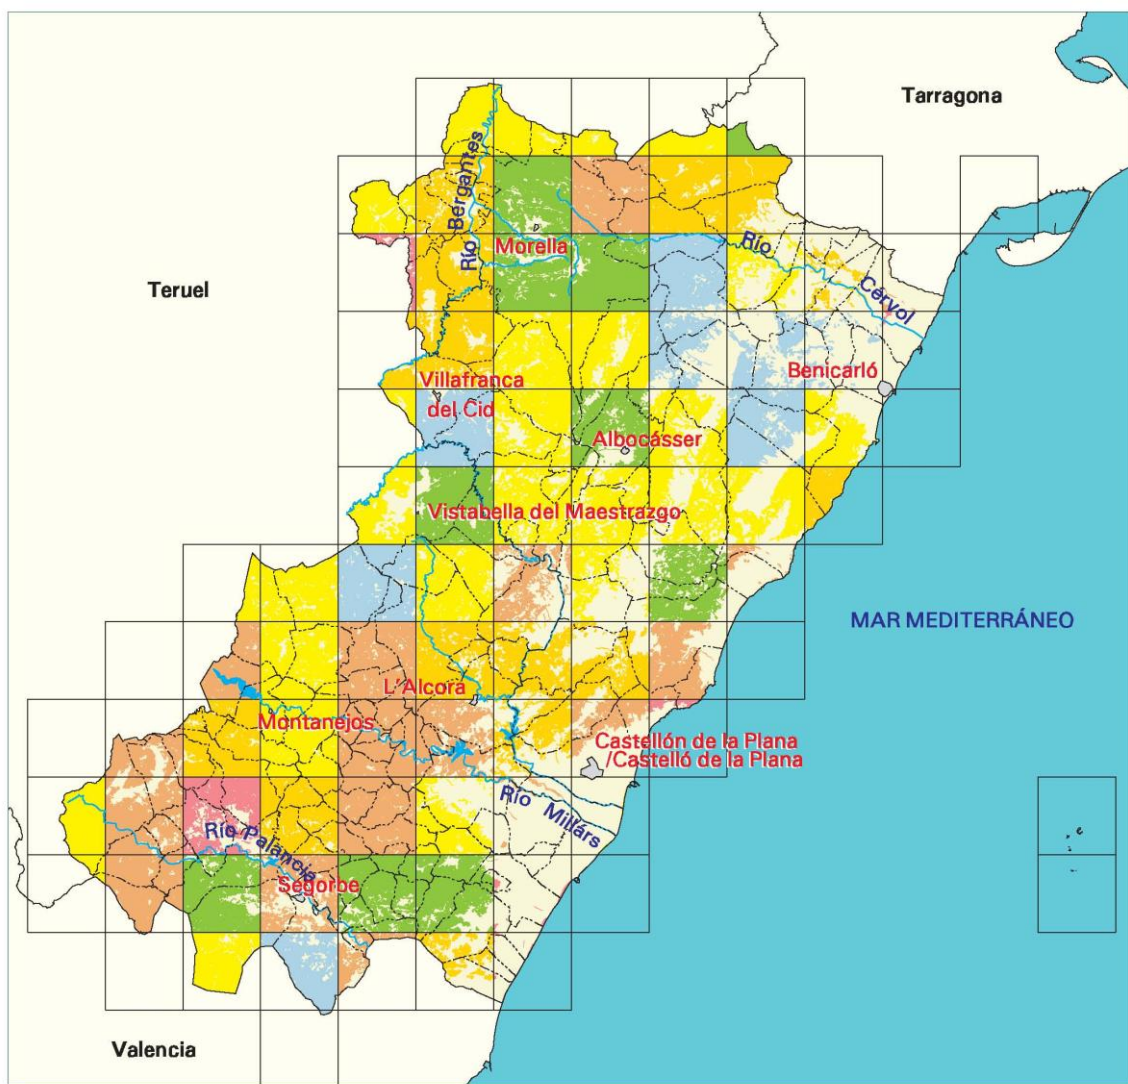 Tarragona
Río Bergantes
Morella
Río
Cérvol
Teruel
Benicarló
Villafranca
del Cid
Albocásser
Vistabella del Maestrazgo
MAR MEDITERRÁNEO
L'Alcora
Montanejos
Castellón de la Plana
/Castelló de la Plana
Río Millárs
Río Palancia
Segorbe
Valencia